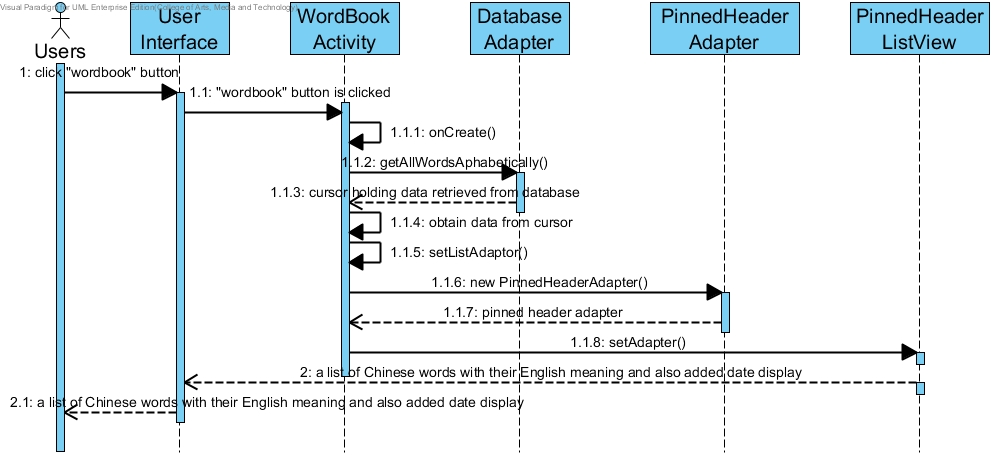 Visual Paradigm for UML Enterprise Edition(College of Arts, Media and Technology)
Users
User
Interface
WordBook
Activity
Database
Adapter
PinnedHeader
Adapter
PinnedHeader
ListView
1: click "wordbook" button
1.1: "wordbook" button is clicked
1.1.1: onCreate()
1.1.2: getAllWordsAphabetically()
1.1.3: cursor holding data retrieved from database
1.1.4: obtain data from cursor
1.1.5: setListAdaptor()
1.1.6: new PinnedHeaderAdapter()
1.1.7: pinned header adapter
1.1.8: setAdapter()
2: a list of Chinese words with their English meaning and also added date display
2.1: a list of Chinese words with their English meaning and also added date display